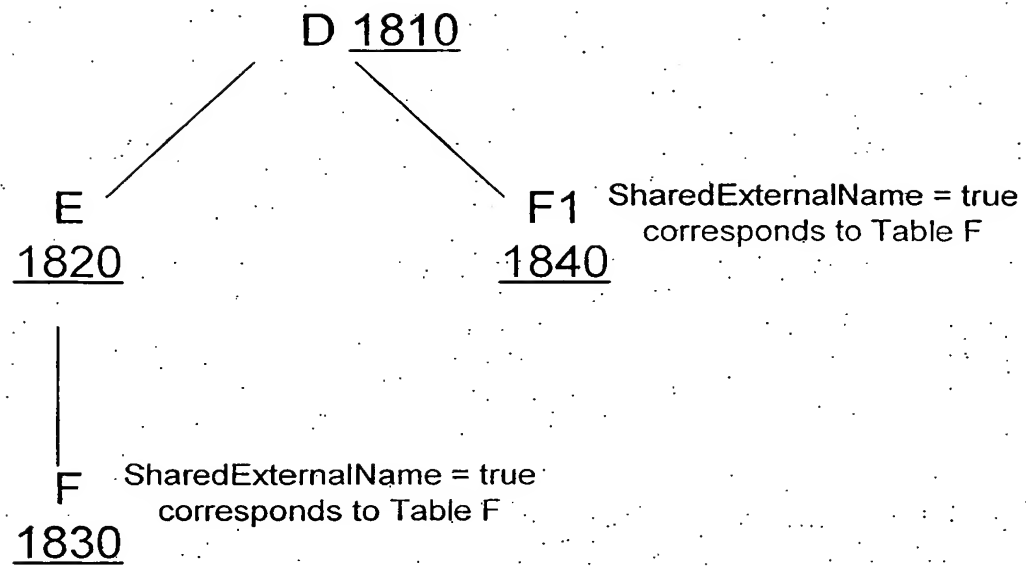 D 1810
E
1820
F1
1840
SharedExternalName = true
corresponds to Table F
F
1830
SharedExternalName = true
corresponds to Table F